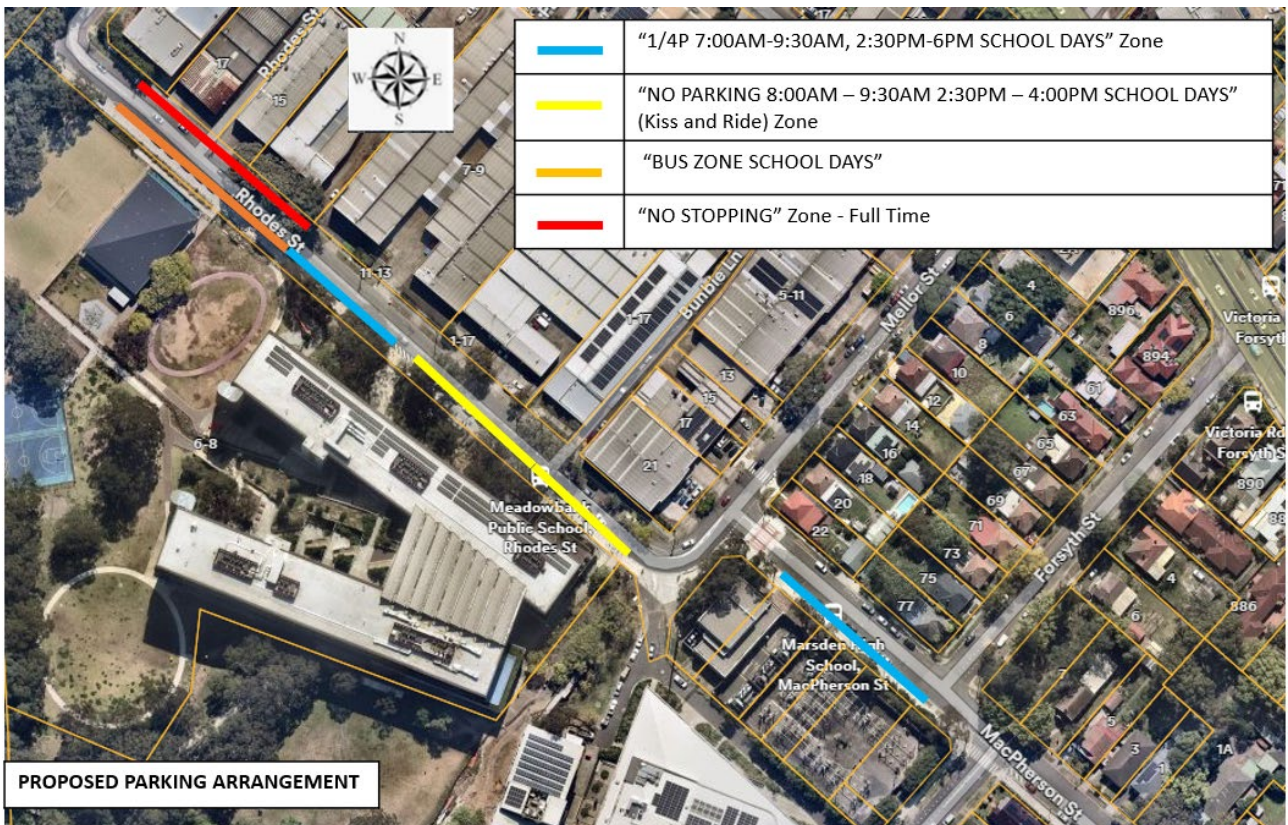 "1/4P 7:00AM-9:30AM, 2:30PM-6PM SCHOOL DAYS" Zone
"NO PARKING 8:00AM – 9:30AM 2:30PM – 4:00PM SCHOOL DAYS"
(Kiss and Ride) Zone
"BUS ZONE SCHOOL DAYS"
"NO STOPPING" Zone - Full Time
N
W
E
S
17
Rhodes St
17
15
7-9
Rhodes St
11-13
1-17
1-17
Bunbie Ln
5-11
Mellor St
13
15
17
21
4
6
8
10
12
14
16
18
20
22
896
894
61
63
65
67
69
71
73
75
77
Victoria
Forsyth
Victoria Rd
Forsyth S
890
886
Forsyth St
4
6
7
5
3
1
1A
6-8
Meadowbank
Public School,
Rhodes St
Marsden High
School,
MacPherson St
MacPherson St
PROPOSED PARKING ARRANGEMENT